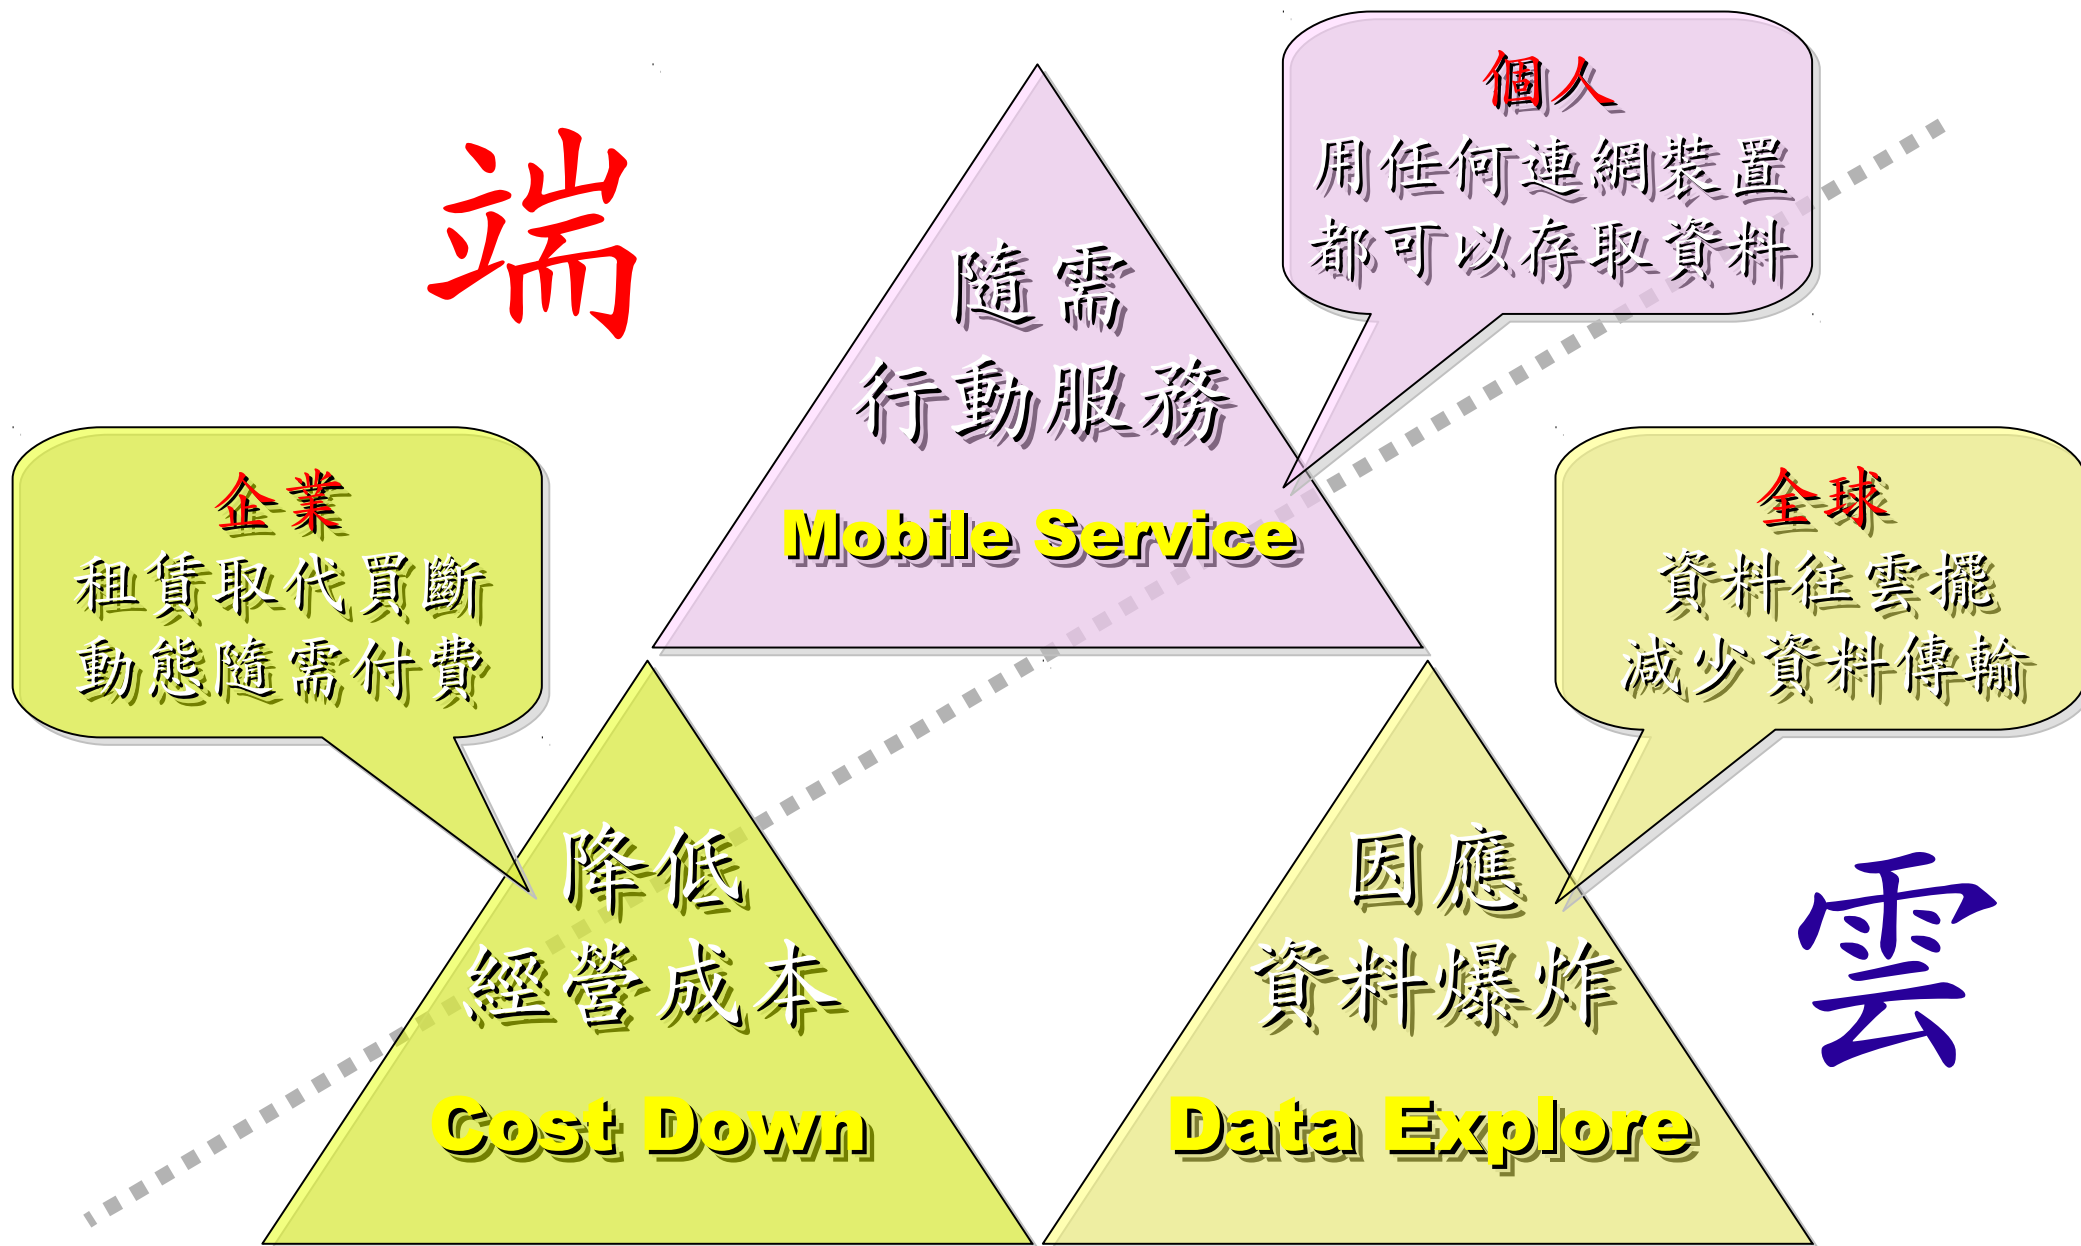 端
個人
用任何連網裝置
都可以存取資料
隨需
行動服務
Mobile Service
企業
租賃取代買斷
動態隨需付費
全球
資料往雲擺
減少資料傳輸
降低
經營成本
Cost Down
因應
資料爆炸
Data Explore
雲